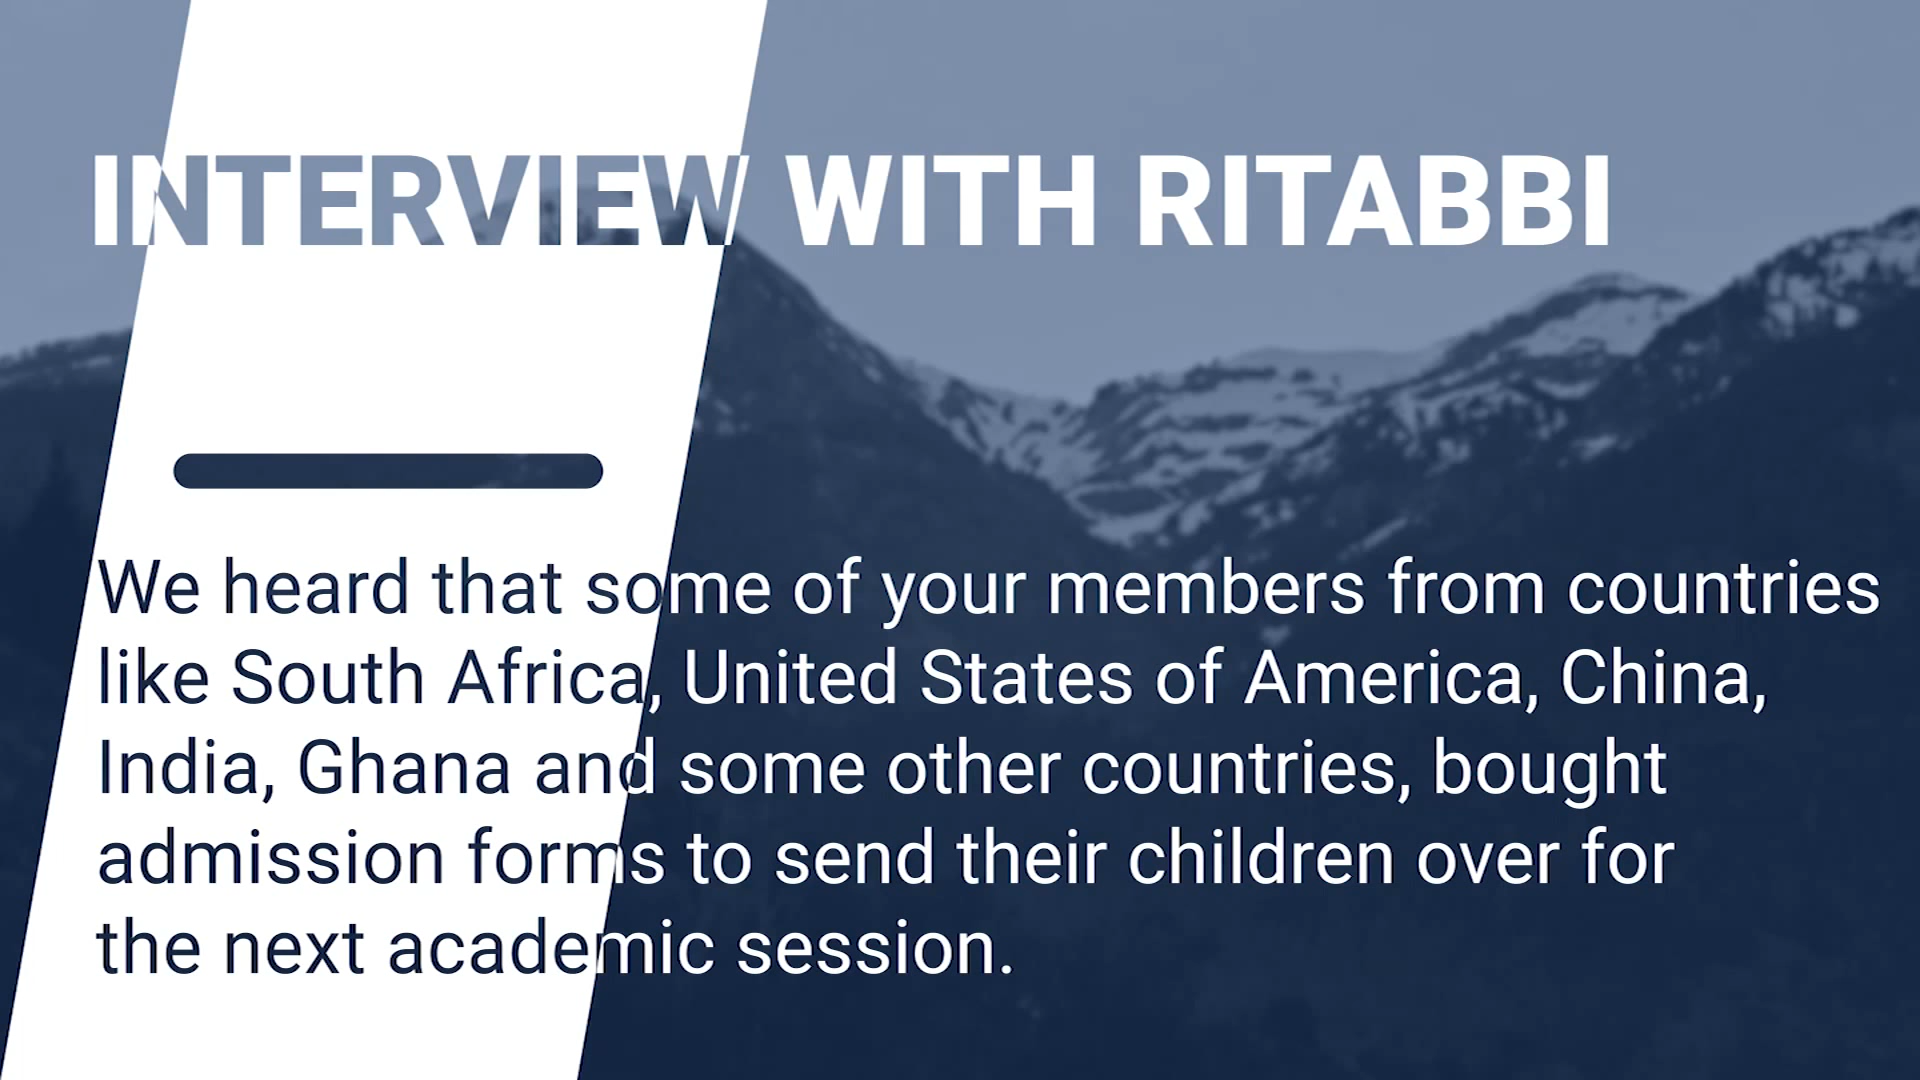 INTERVIEW WITH RITABBI
We heard that some of your members from countries
like South Africa, United States of America, China,
India, Ghana and some other countries, bought
admission forms to send their children over for
the next academic session.